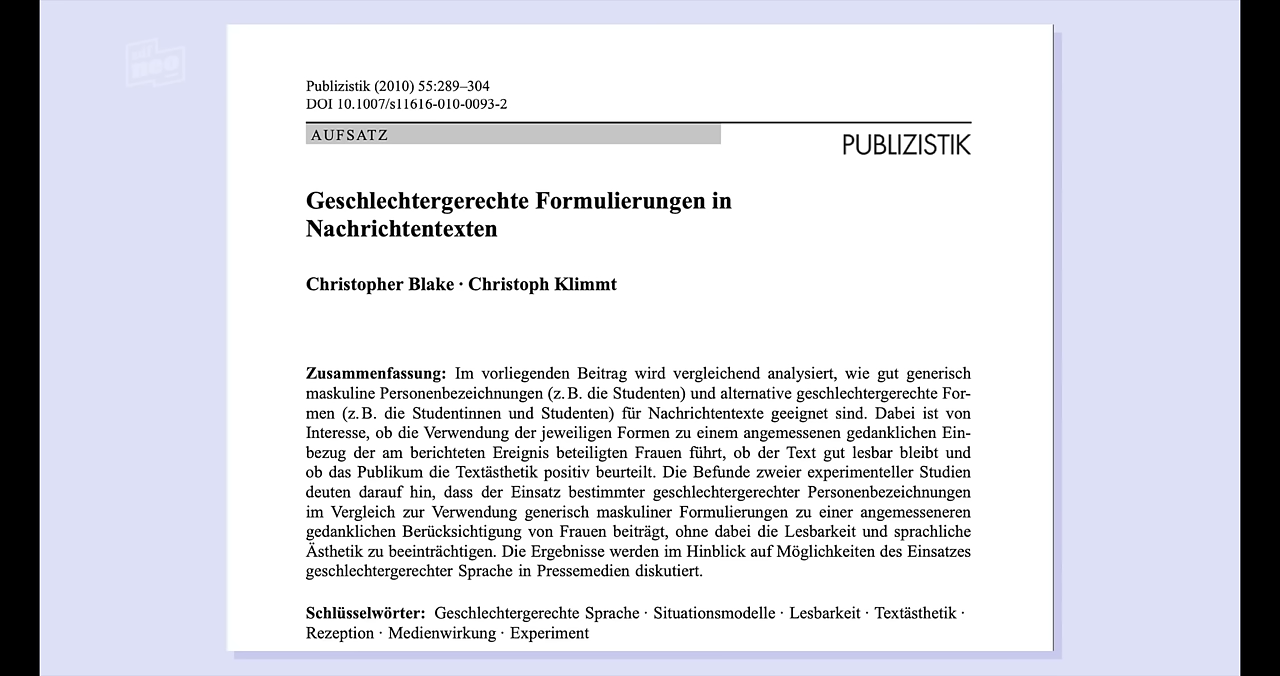 Publizistik (2010) 55:289–304
DOI 10.1007/s11616-010-0093-2
AUFSATZ
PUBLIZISTIK
Geschlechtergerechte Formulierungen in
Nachrichtentexten
Christopher Blake · Christoph Klimmt
Zusammenfassung: Im vorliegenden Beitrag wird vergleichend analysiert, wie gut generisch
maskuline Personenbezeichnungen (z. B. die Studenten) und alternative geschlechtergerechte For-
men (z. B. die Studentinnen und Studenten) für Nachrichtentexte geeignet sind. Dabei ist von
Interesse, ob die Verwendung der jeweiligen Formen zu einem angemessenen gedanklichen Ein-
bezug der am berichteten Ereignis beteiligten Frauen führt, ob der Text gut lesbar bleibt und
ob das Publikum die Textästhetik positiv beurteilt. Die Befunde zweier experimenteller Studien
deuten darauf hin, dass der Einsatz bestimmter geschlechtergerechter Personenbezeichnungen
im Vergleich zur Verwendung generisch maskuliner Formulierungen zu einer angemesseneren
gedanklichen Berücksichtigung von Frauen beiträgt, ohne dabei die Lesbarkeit und sprachliche
Ästhetik zu beeinträchtigen. Die Ergebnisse werden im Hinblick auf Möglichkeiten des Einsatzes
geschlechtergerechter Sprache in Pressemedien diskutiert.
Schlüsselwörter: Geschlechtergerechte Sprache · Situationsmodelle · Lesbarkeit · Textästhetik ·
Rezeption · Medienwirkung · Experiment